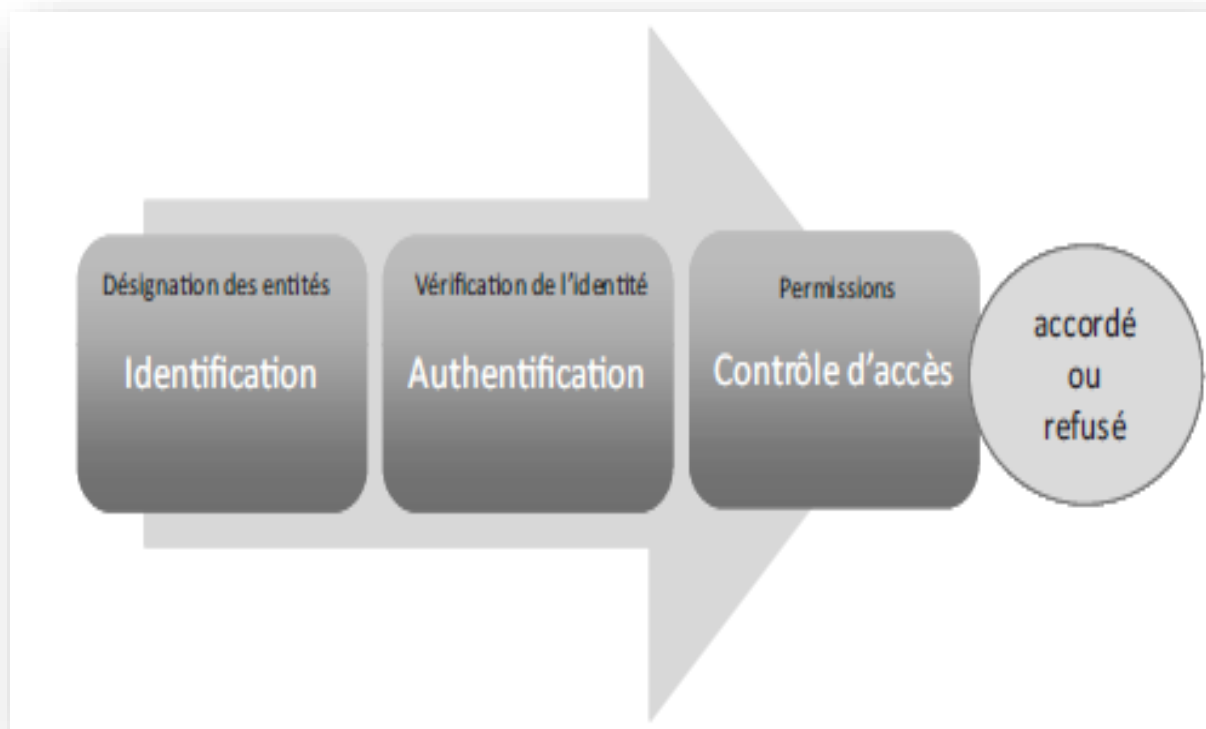 Désignation des entités
Identification
Vérification de l'identité
Authentification
Permissions
Contrôle d'accès
accordé
ou
refusé